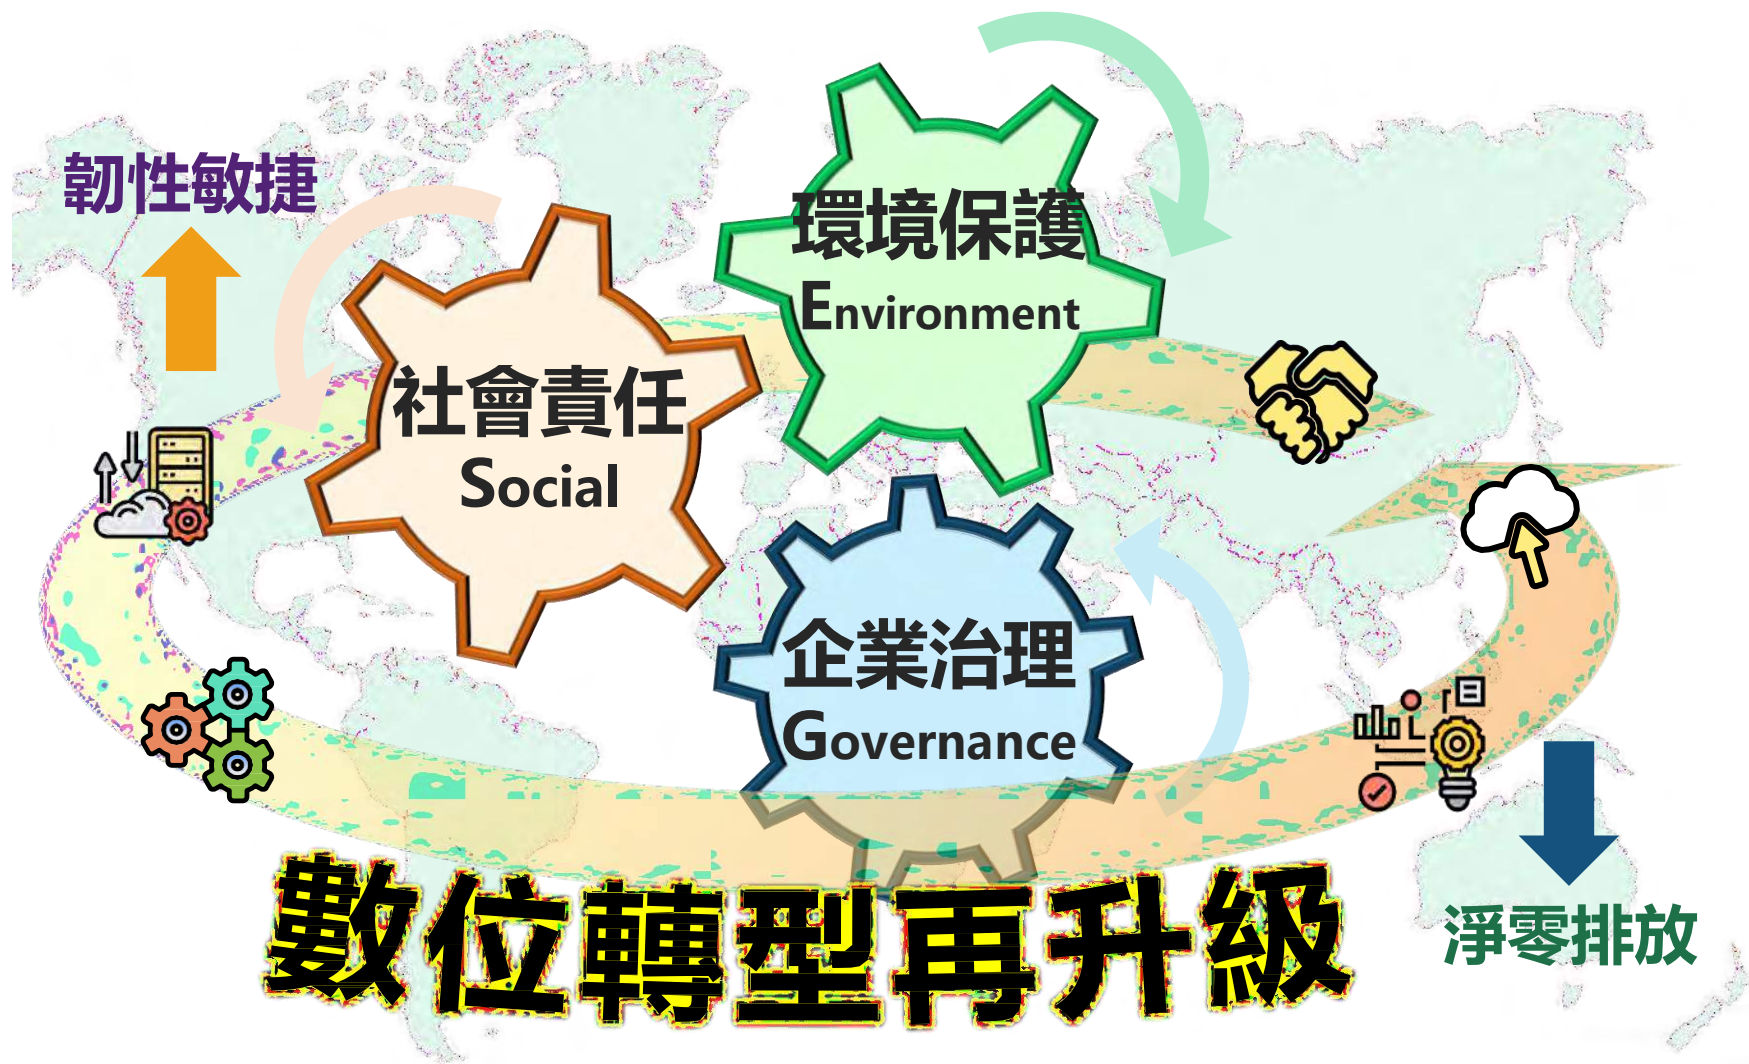 韌性敏捷
環境保護
Environment
社會責任
Social
企業治理
Governance
數位轉型再升級
淨零排放